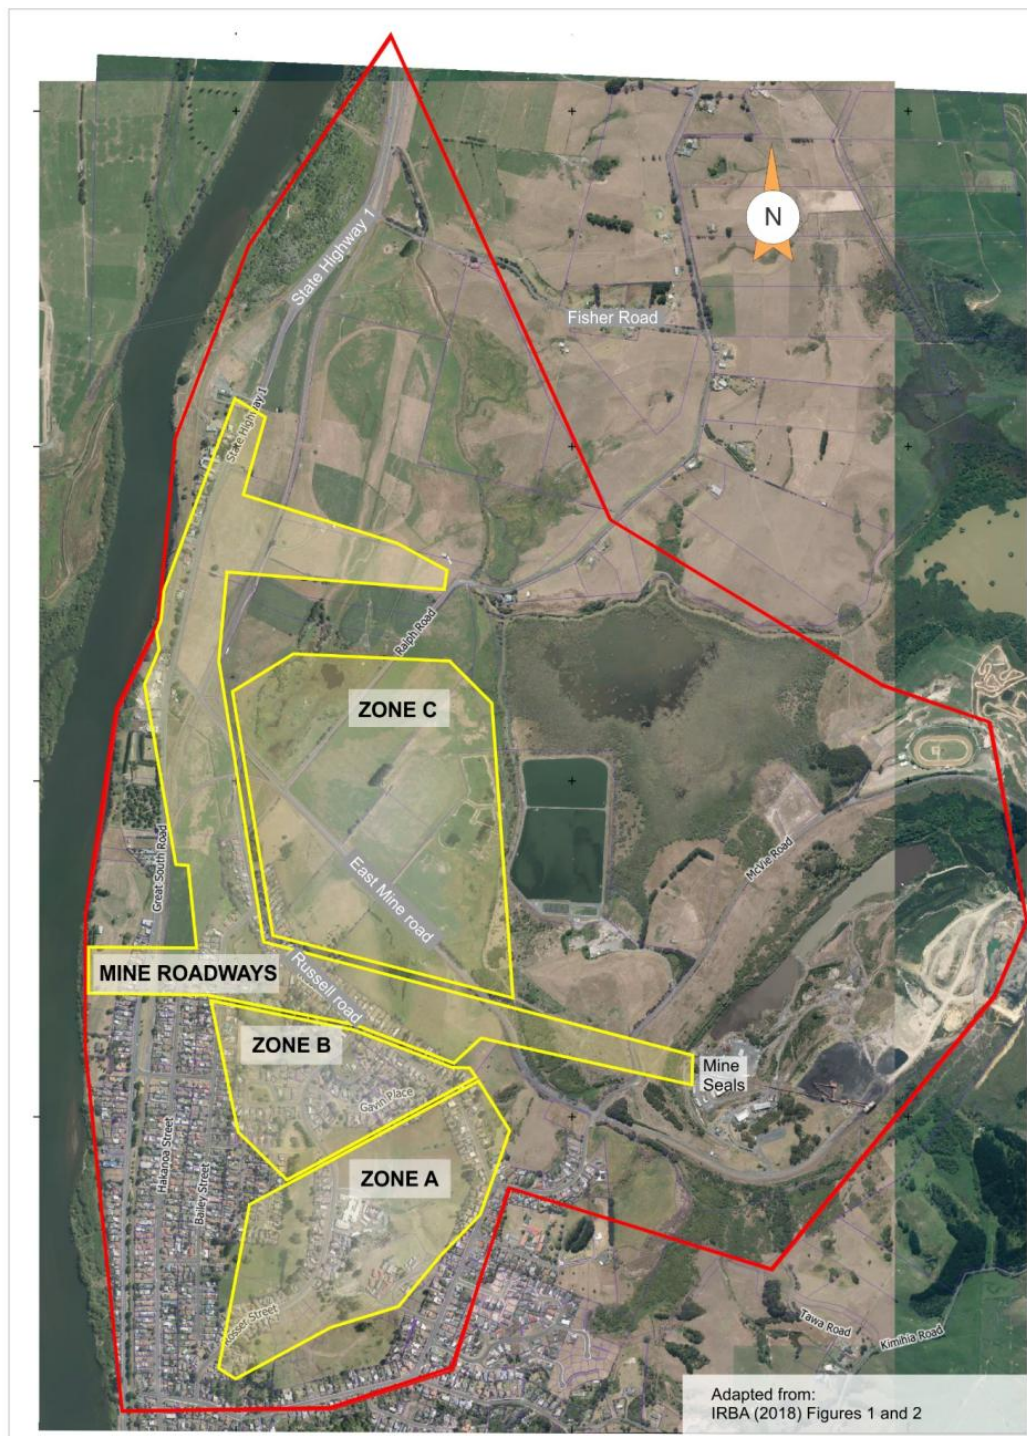 N
State Highway 1
Fisher Road
State Highway 1
Ralph Road
ZONE C
McVie Road
Great South Road
East Mine road
MINE ROADWAYS
Russell road
ZONE B
Mine
Seals
Gavin Place
Hakanoa Street
Bailey Street
ZONE A
Rosser Street
Tawa Road
Kimihia Road
Adapted from:
IRBA (2018) Figures 1 and 2